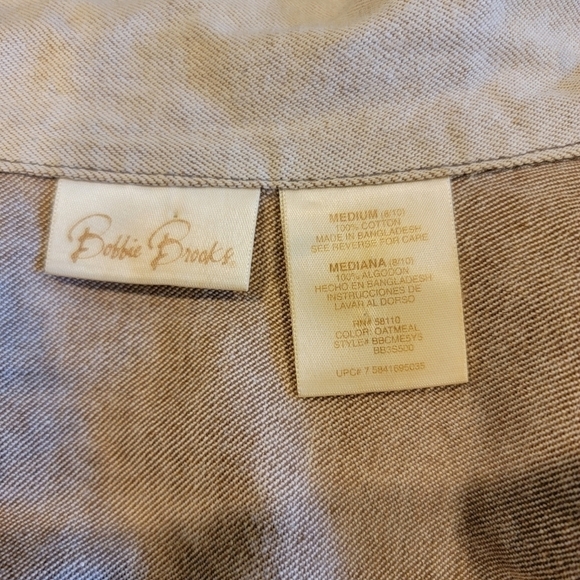 Bobbie Brooks
MEDIUM (8/10)
100% COTTON
MADE IN BANGLADESH
SEE REVERSE FOR CARE
MEDIANA (8/10)
100% ALGODON
HECHO EN BANGLADESH
INSTRUCCIONES DE
LAVAR AL DORSO
RN# 58110
COLOR: OATMEAL
STYLE# BBCME5YS
BB3S500
UPC# 7 5841695035